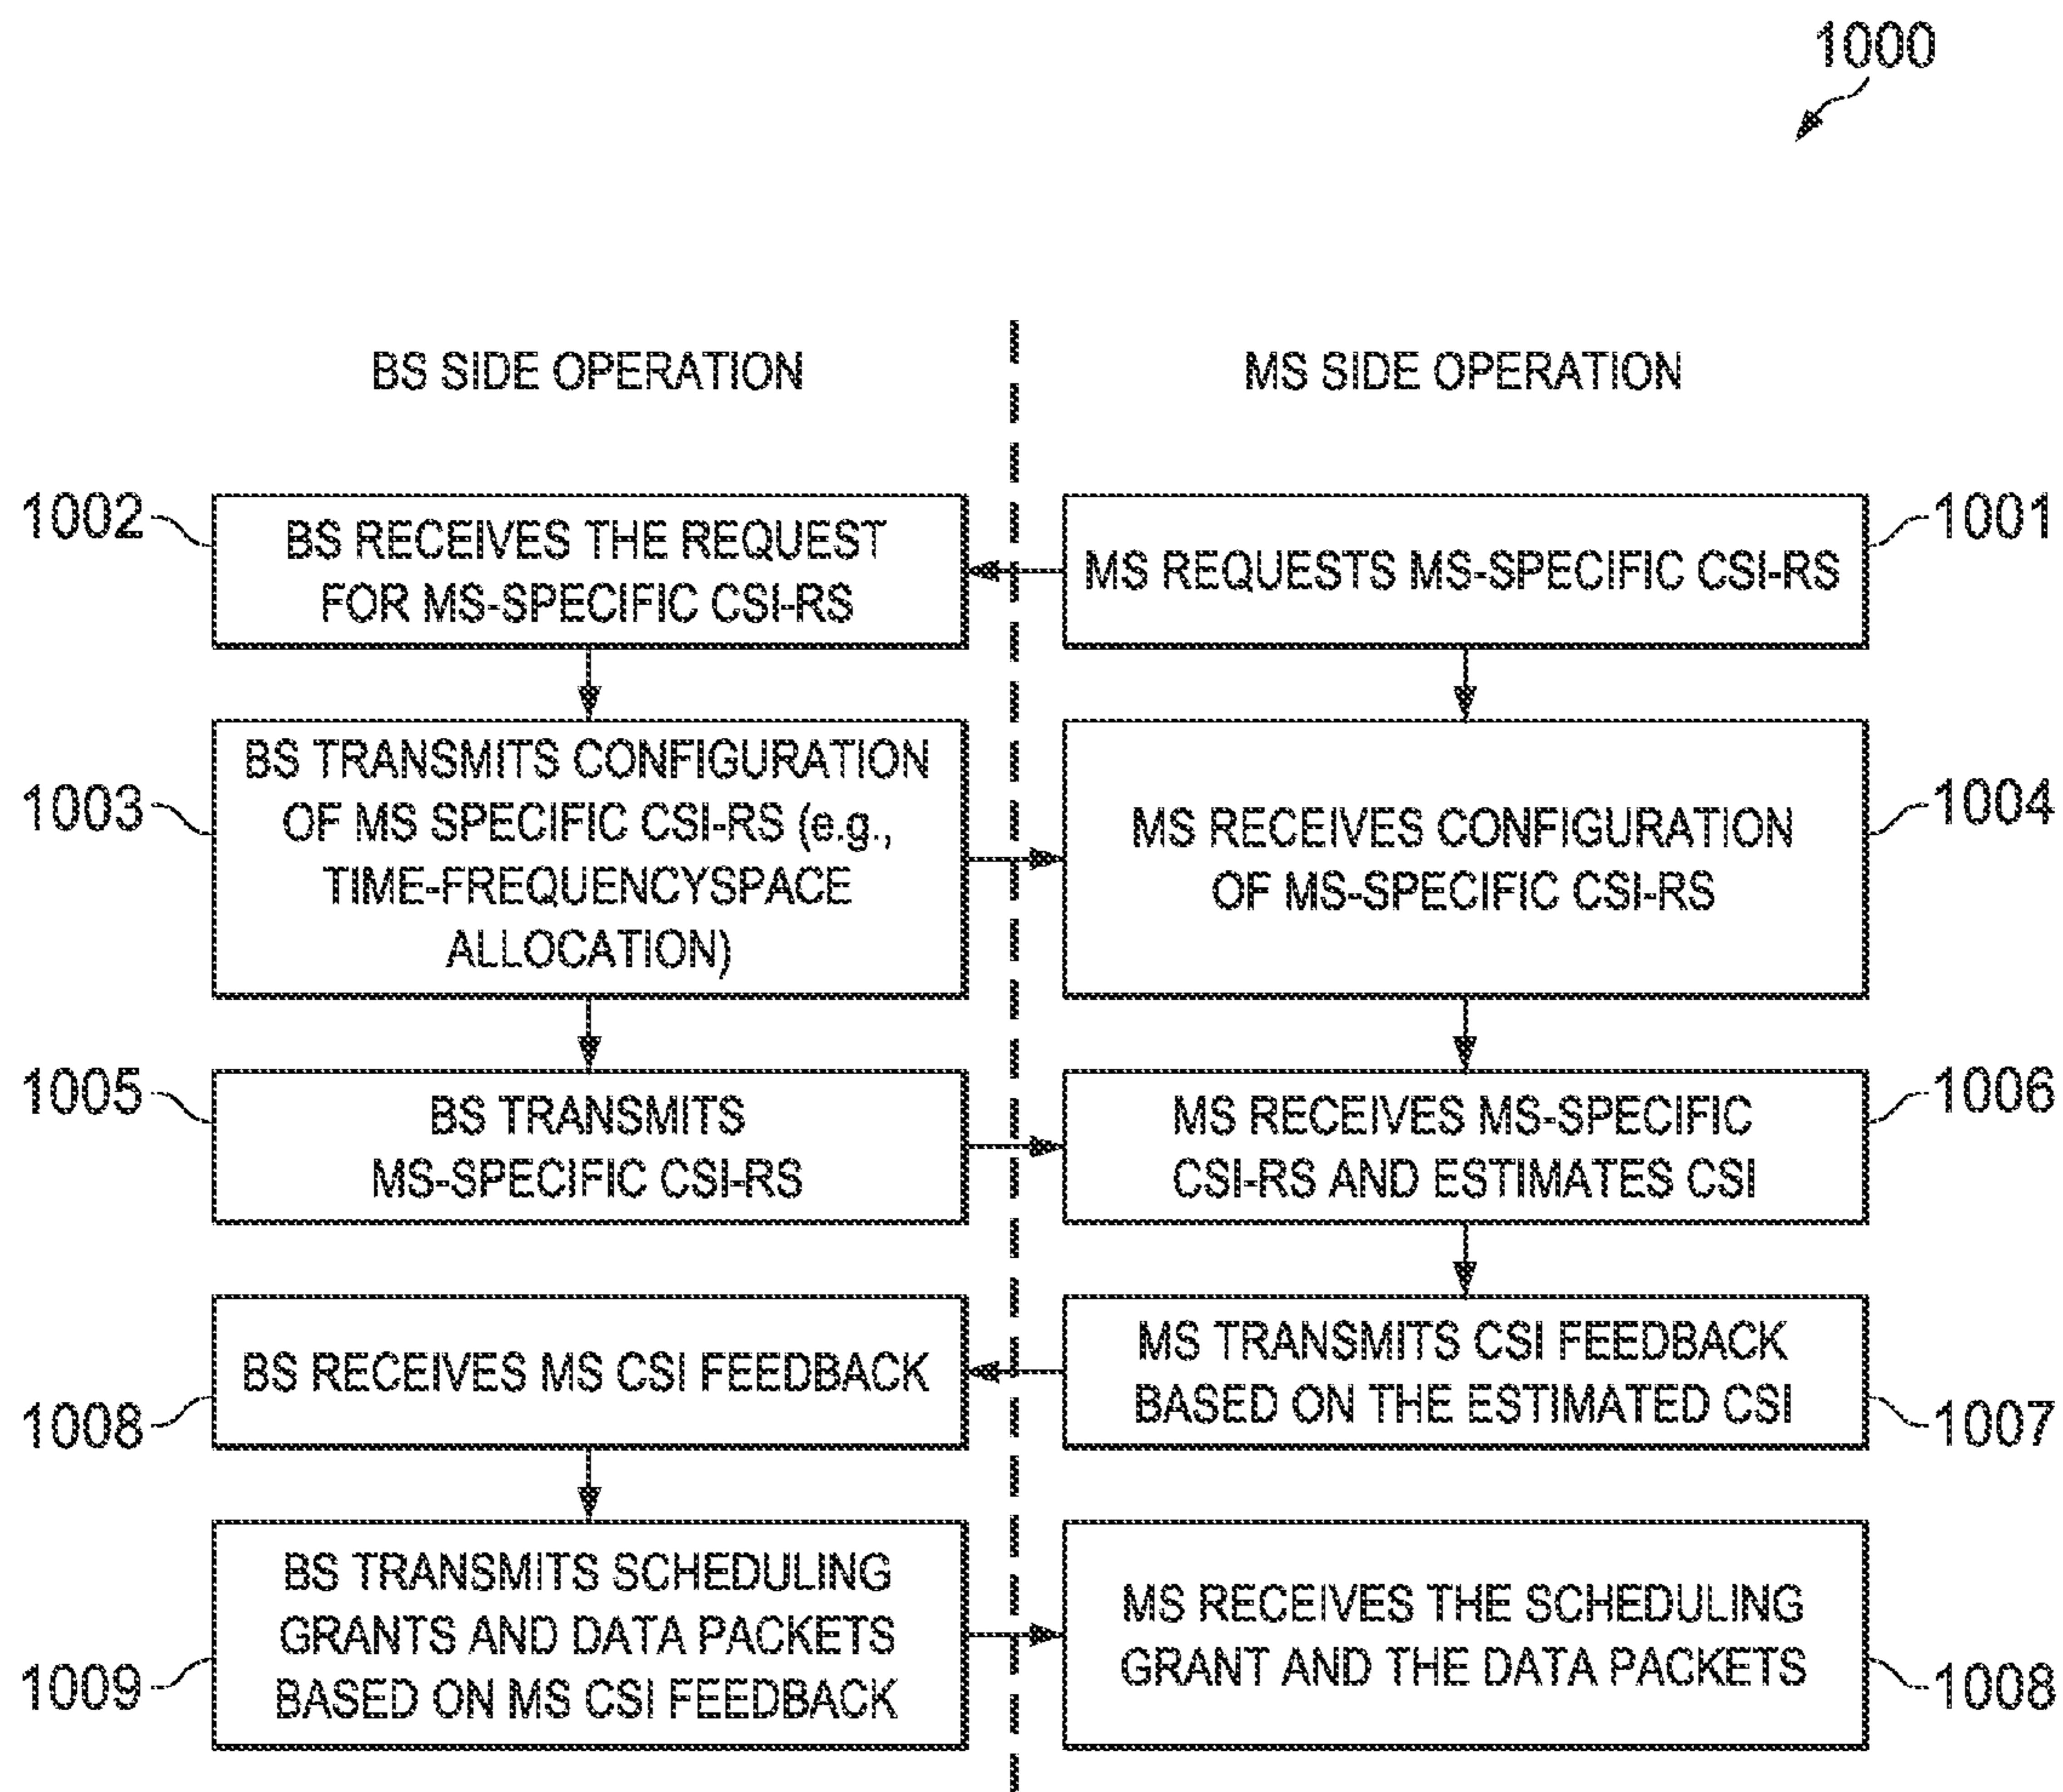 1000
BS SIDE OPERATION
MS SIDE OPERATION
1002
BS RECEIVES THE REQUEST
FOR MS-SPECIFIC CSI-RS
MS REQUESTS MS-SPECIFIC CSI-RS
1001
1003
BS TRANSMITS CONFIGURATION
OF MS SPECIFIC CSI-RS (e.g.,
TIME-FREQUENCYSPACE
ALLOCATION)
MS RECEIVES CONFIGURATION
OF MS-SPECIFIC CSI-RS
1004
1005
BS TRANSMITS
MS-SPECIFIC CSI-RS
MS RECEIVES MS-SPECIFIC
CSI-RS AND ESTIMATES CSI
1006
1008
BS RECEIVES MS CSI FEEDBACK
MS TRANSMITS CSI FEEDBACK
BASED ON THE ESTIMATED CSI
1007
1009
BS TRANSMITS SCHEDULING
GRANTS AND DATA PACKETS
BASED ON MS CSI FEEDBACK
MS RECEIVES THE SCHEDULING
GRANT AND THE DATA PACKETS
1008